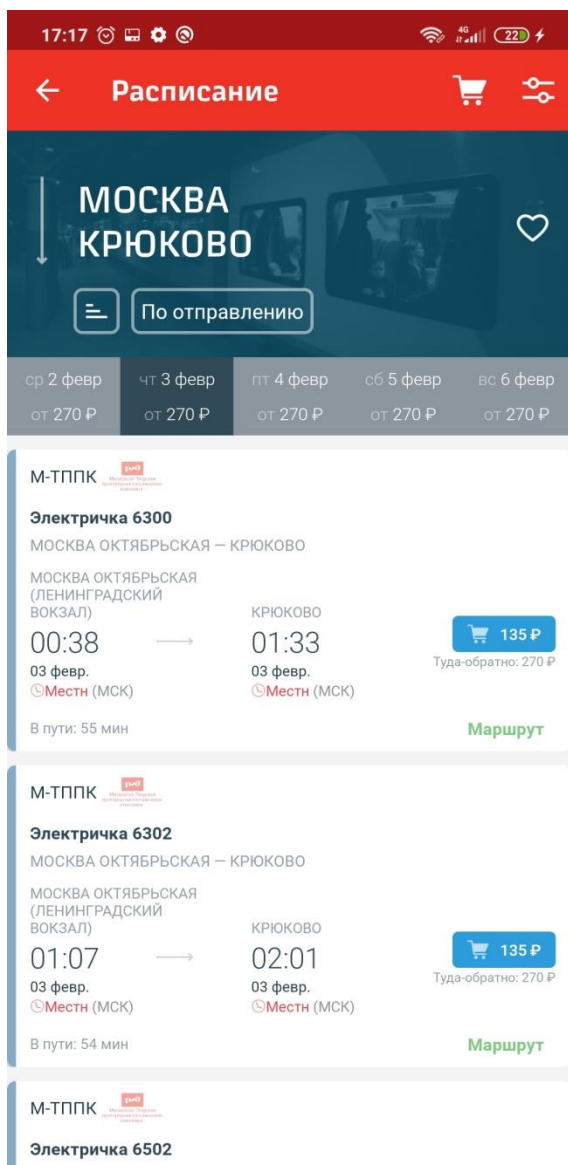 17:17 4G 22
Расписание
МОСКВА
КРЮКОВО
По отправлению
ср 2 февр чт 3 февр пт 4 февр сб 5 февр вс 6 февр
от 270 ₽ от 270 ₽ от 270 ₽ от 270 ₽ от 270 ₽
М-ТППК
Электричка 6300
МОСКВА ОКТЯБРЬСКАЯ — КРЮКОВО
МОСКВА ОКТЯБРЬСКАЯ
(ЛЕНИНГРАДСКИЙ
ВОКЗАЛ) КРЮКОВО
00:38 01:33 135 ₽
03 февр. 03 февр. Туда-обратно: 270 ₽
Местн (МСК) Местн (МСК)
В пути: 55 мин Маршрут
М-ТППК
Электричка 6302
МОСКВА ОКТЯБРЬСКАЯ — КРЮКОВО
МОСКВА ОКТЯБРЬСКАЯ
(ЛЕНИНГРАДСКИЙ
ВОКЗАЛ) КРЮКОВО
01:07 02:01 135 ₽
03 февр. 03 февр. Туда-обратно: 270 ₽
Местн (МСК) Местн (МСК)
В пути: 54 мин Маршрут
М-ТППК
Электричка 6502